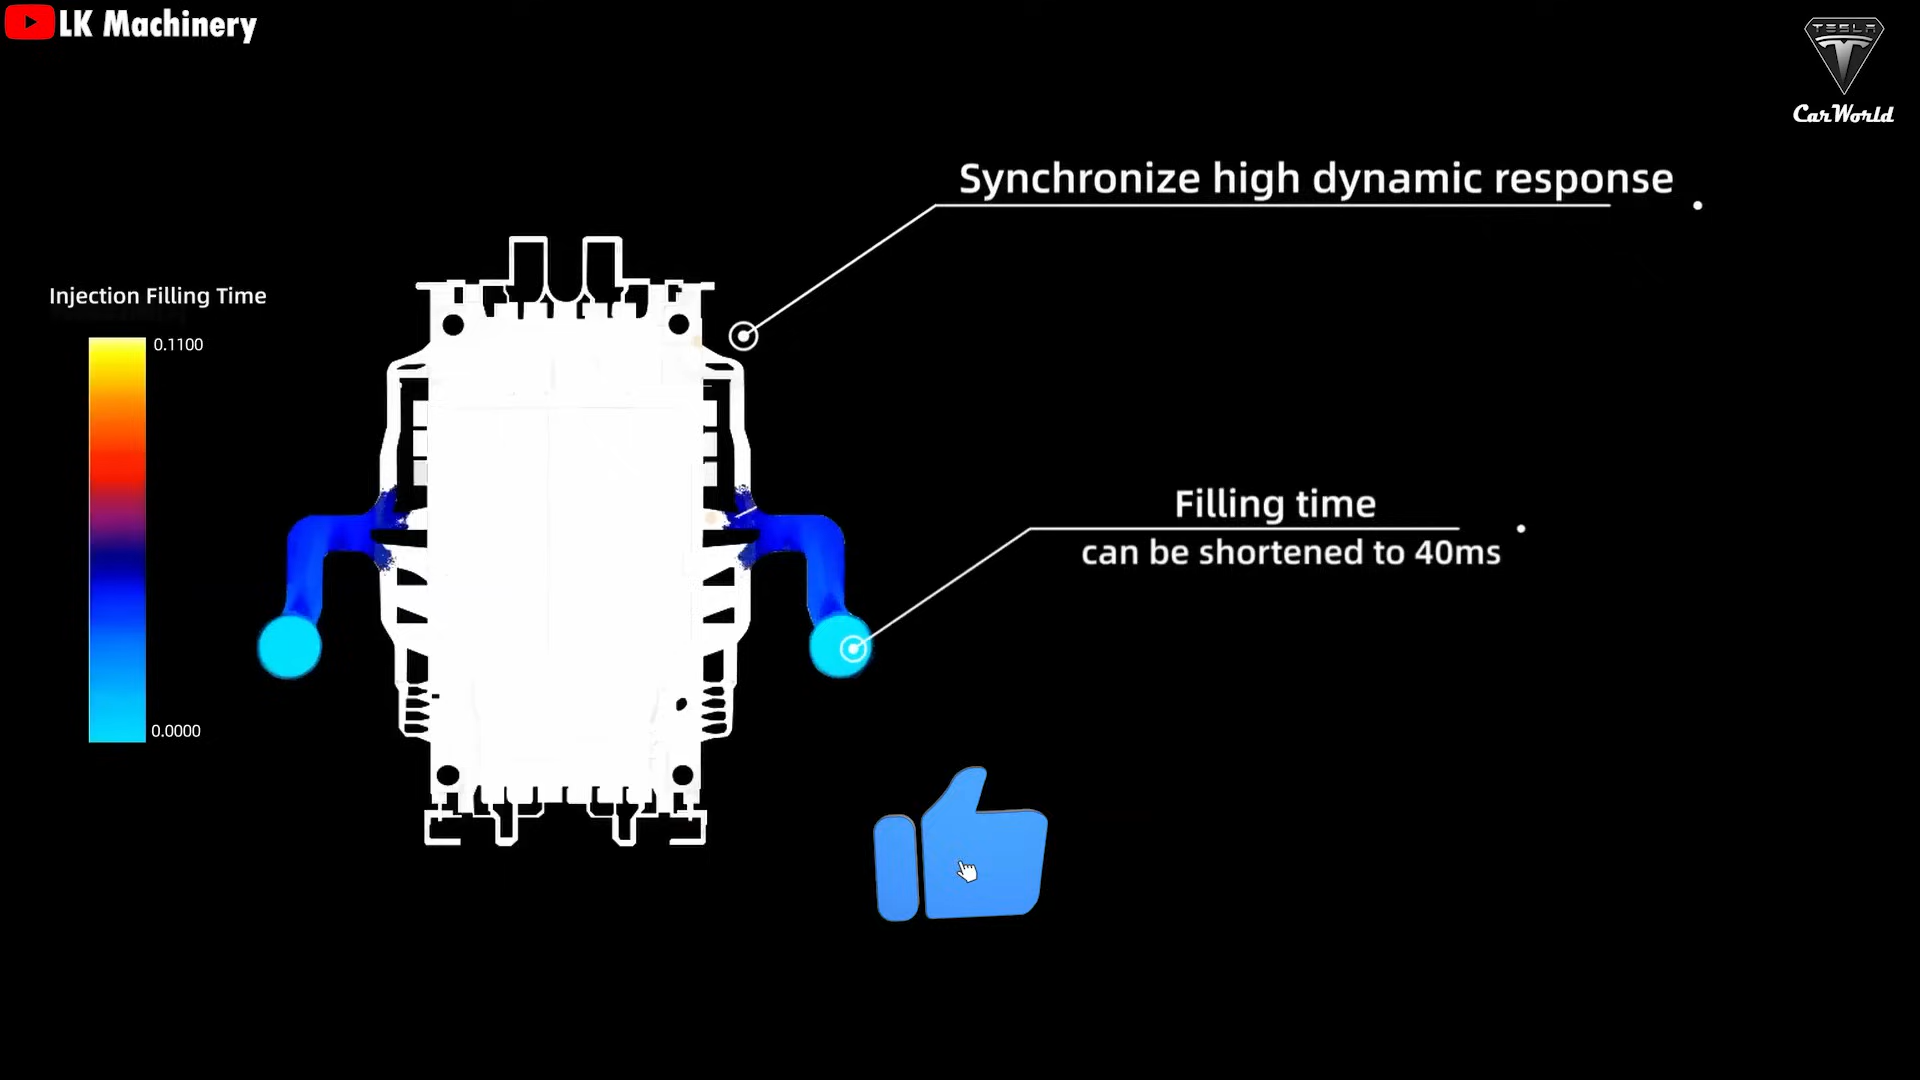 LK Machinery
TESLA
CarWorld
Synchronize high dynamic response
Injection Filling Time
0.1100
Filling time
can be shortened to 40ms
0.0000